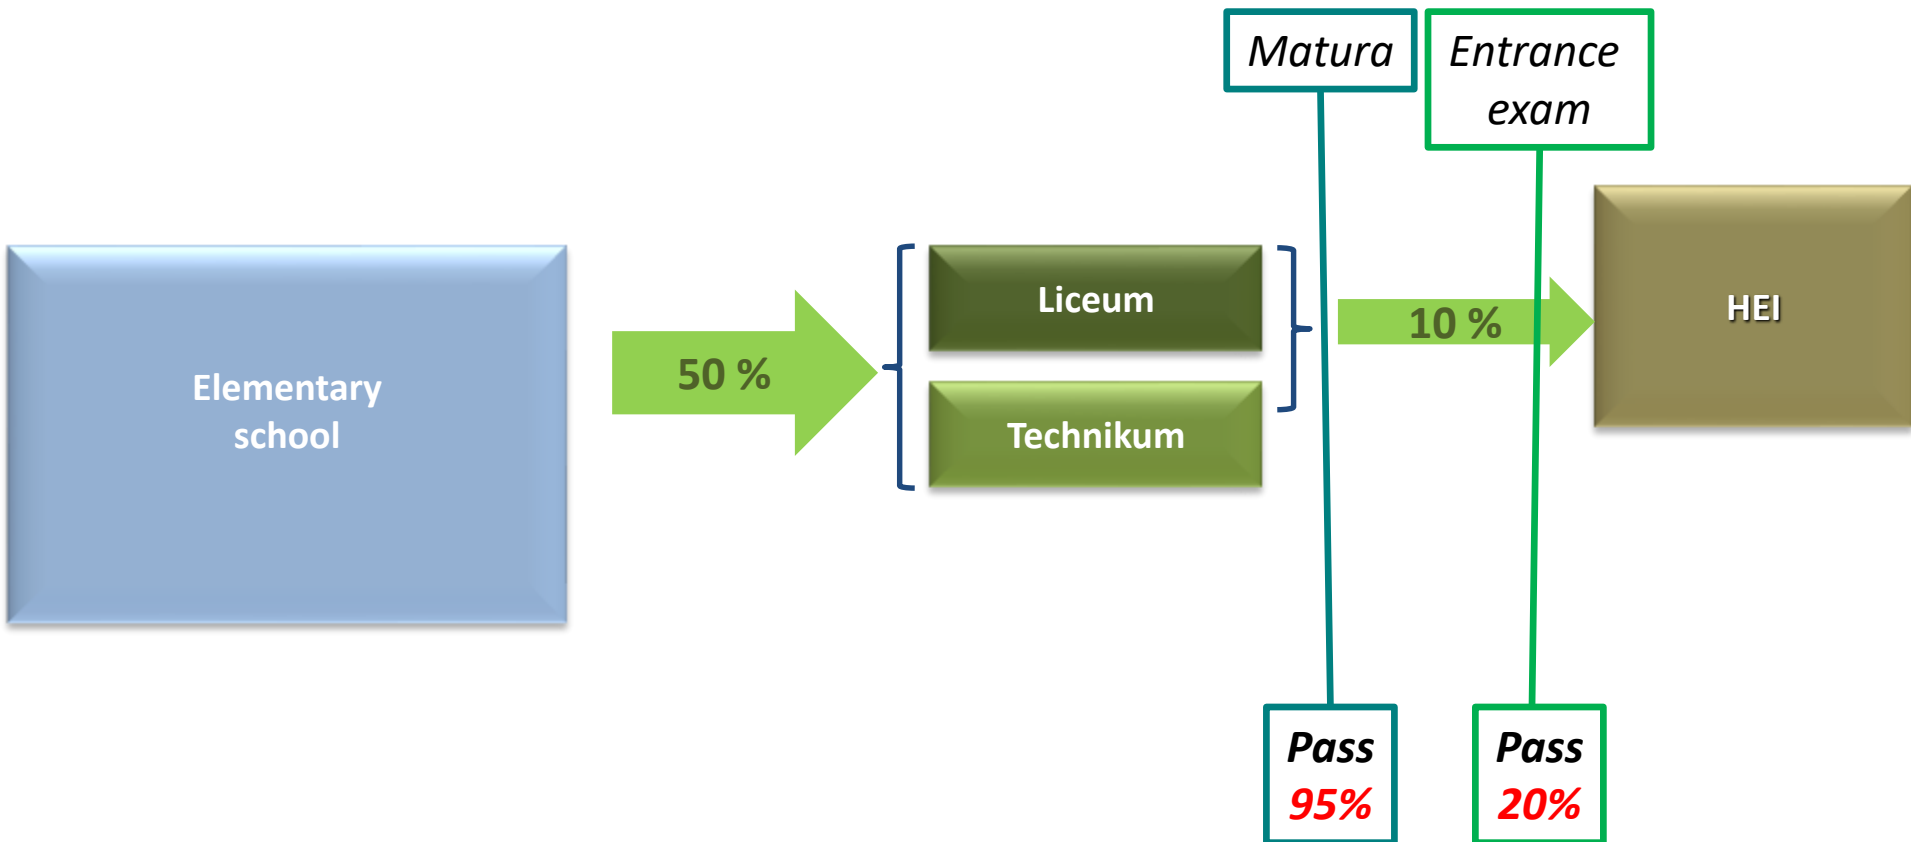 Matura
Entrance
exam
Elementary
school
50 %
Liceum
Technikum
10 %
HEI
Pass
95%
Pass
20%